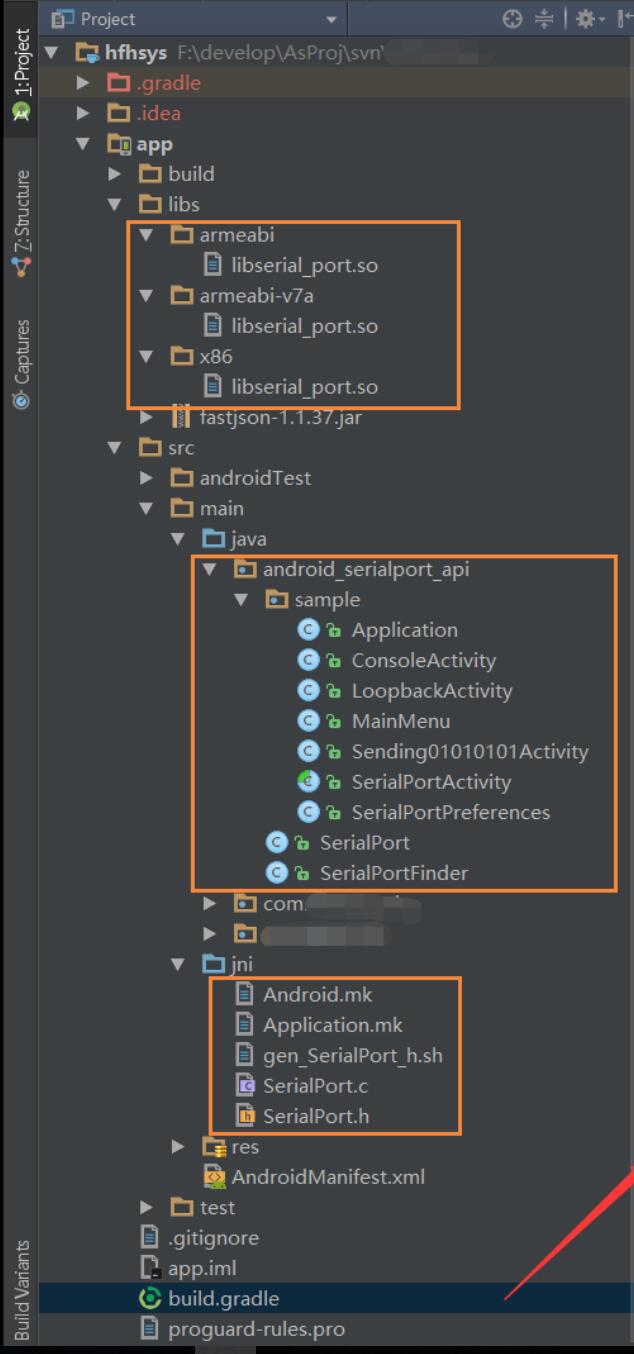 Project
hfhsys F:\develop\AsProj\svn\
.gradle
.idea
app
build
libs
armeabi
libserial_port.so
armeabi-v7a
libserial_port.so
x86
libserial_port.so
fastjson-1.1.37.jar
src
androidTest
main
java
android_serialport_api
sample
Application
ConsoleActivity
LoopbackActivity
MainMenu
Sending01010101Activity
SerialPortActivity
SerialPortPreferences
SerialPort
SerialPortFinder
com.
jni
Android.mk
Application.mk
gen_SerialPort_h.sh
SerialPort.c
SerialPort.h
res
AndroidManifest.xml
test
.gitignore
app.iml
build.gradle
proguard-rules.pro
1: Project
7: Structure
Captures
Build Variants